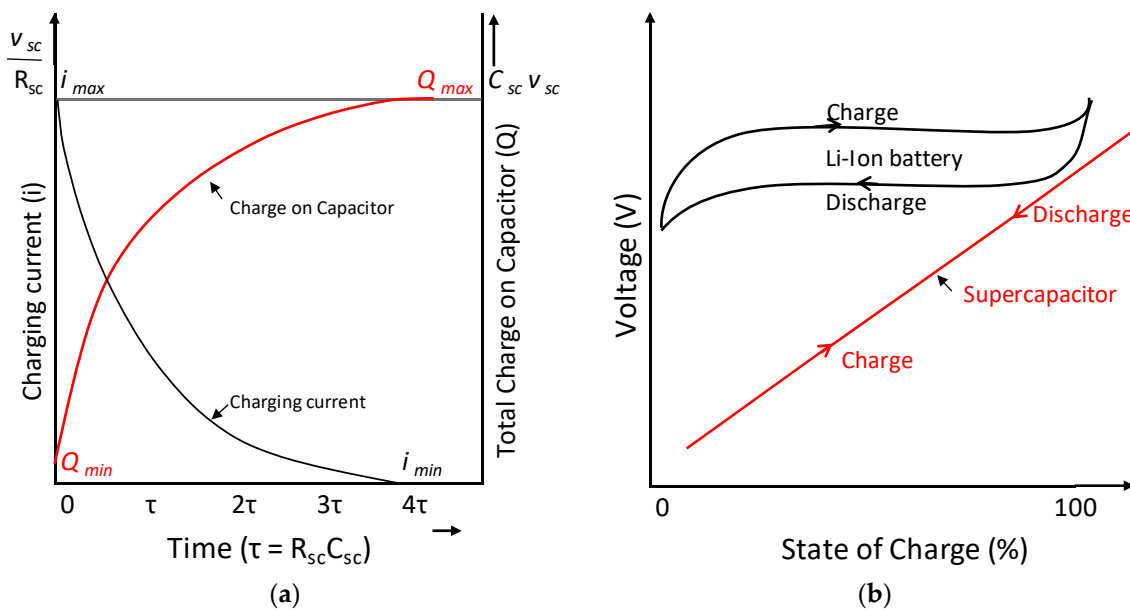 v sc
R sc
i max
Q max
C sc v sc
Charging current (i)
Total Charge on Capacitor (Q)
Charge on Capacitor
Charging current
Q min
i min
0 τ 2τ 3τ 4τ
Time (τ = RscCsc)
(a)
Voltage (V)
Charge
Li-Ion battery
Discharge
Discharge
Supercapacitor
Charge
0 100
State of Charge (%)
(b)